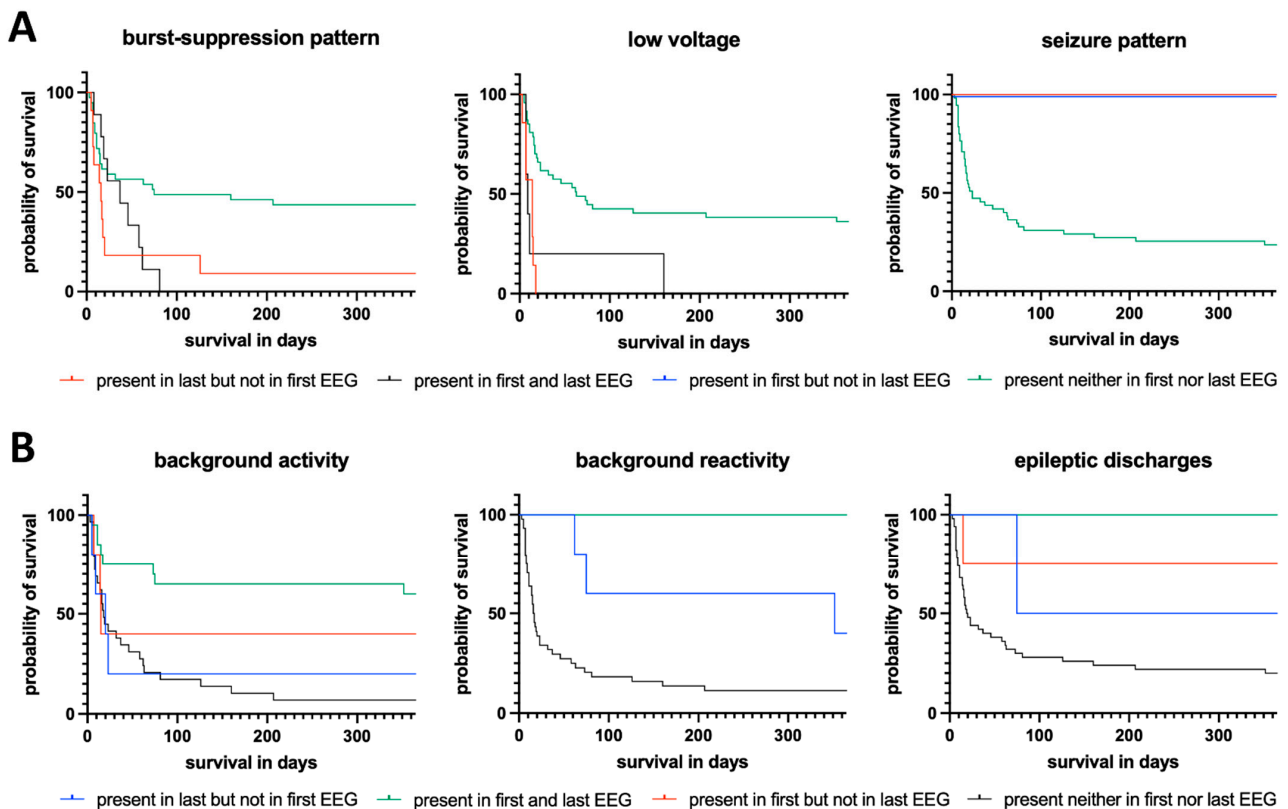 A
burst-suppression pattern
low voltage
seizure pattern
probability of survival
100
50
0
0 100 200 300
survival in days
probability of survival
100
50
0
0 100 200 300
survival in days
probability of survival
100
50
0
0 100 200 300
survival in days
present in last but not in first EEG present in first and last EEG present in first but not in last EEG present neither in first nor last EEG
B
background activity
background reactivity
epileptic discharges
probability of survival
100
50
0
0 100 200 300
survival in days
probability of survival
100
50
0
0 100 200 300
survival in days
probability of survival
100
50
0
0 100 200 300
survival in days
present in last but not in first EEG present in first and last EEG present in first but not in last EEG present neither in first nor last EEG